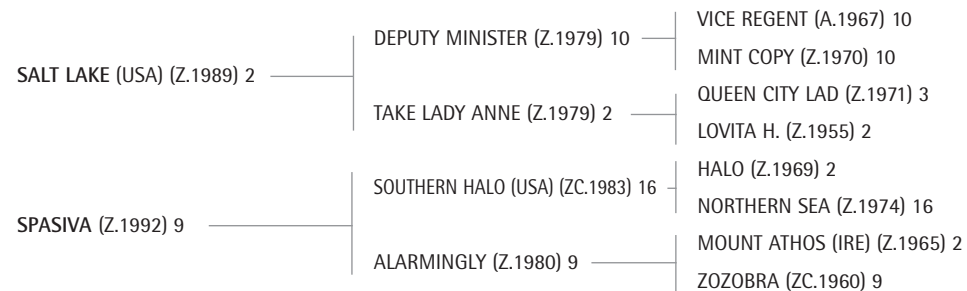 VICE REGENT (A.1967) 10
DEPUTY MINISTER (Z.1979) 10
MINT COPY (Z.1970) 10
SALT LAKE (USA) (Z.1989) 2
QUEEN CITY LAD (Z.1971) 3
TAKE LADY ANNE (Z.1979) 2
LOVITA H. (Z.1955) 2
HALO (Z.1969) 2
SOUTHERN HALO (USA) (ZC.1983) 16
NORTHERN SEA (Z.1974) 16
SPASIVA (Z.1992) 9
MOUNT ATHOS (IRE) (Z.1965) 2
ALARMINGLY (Z.1980) 9
ZOZOBRA (ZC.1960) 9